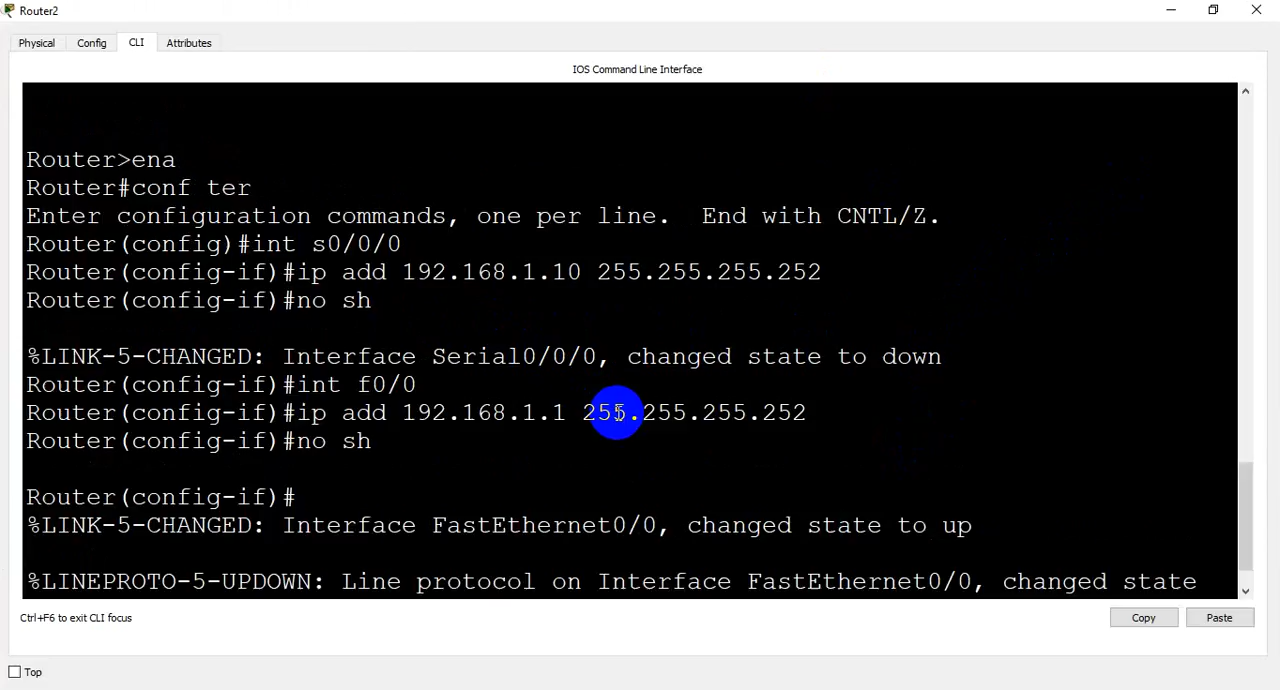 Router2
Physical Config CLI Attributes
IOS Command Line Interface
Router>ena
Router#conf ter
Enter configuration commands, one per line.  End with CNTL/Z.
Router(config)#int s0/0/0
Router(config-if)#ip add 192.168.1.10 255.255.255.252
Router(config-if)#no sh
%LINK-5-CHANGED: Interface Serial0/0/0, changed state to down
Router(config-if)#int f0/0
Router(config-if)#ip add 192.168.1.1 255.255.255.252
Router(config-if)#no sh
Router(config-if)#
%LINK-5-CHANGED: Interface FastEthernet0/0, changed state to up
%LINEPROTO-5-UPDOWN: Line protocol on Interface FastEthernet0/0, changed state
Ctrl+F6 to exit CLI focus
Copy Paste
Top